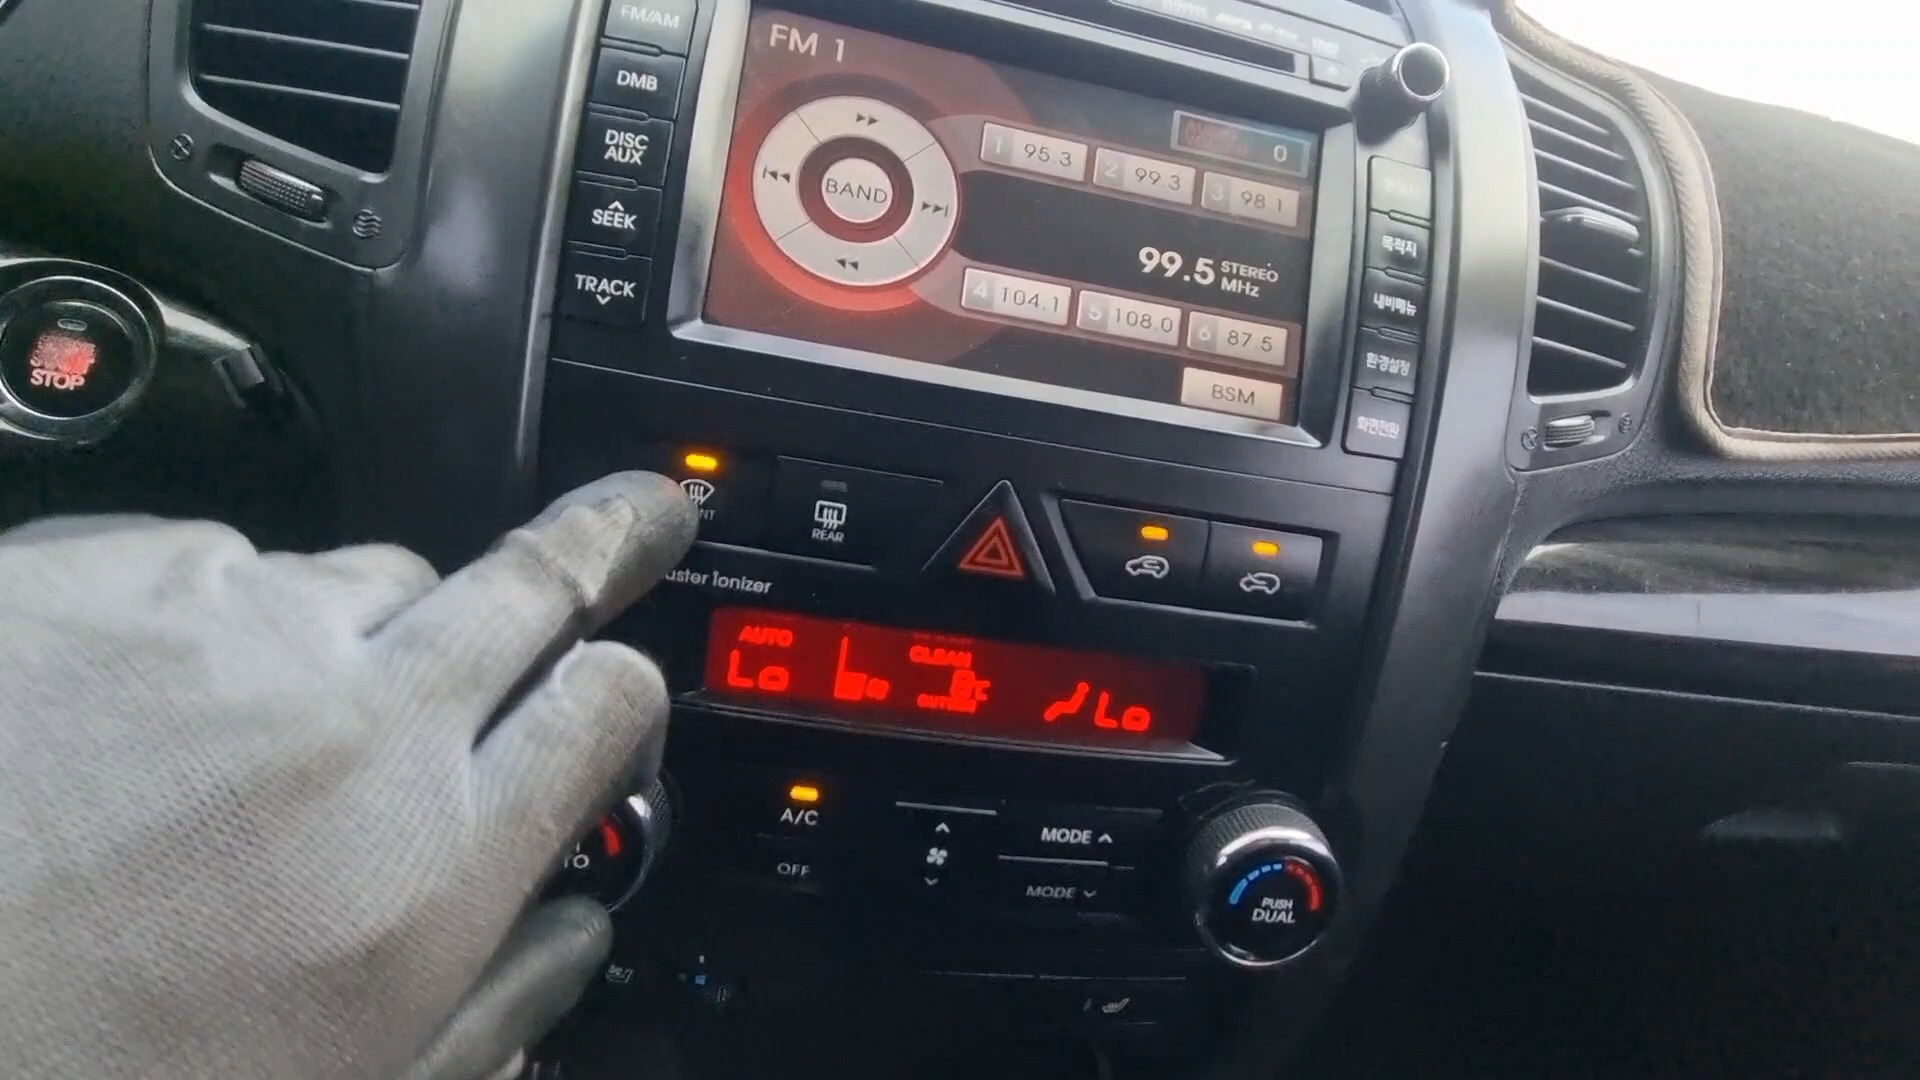 FM/AM
DMB
DISC
AUX
SEEK
TRACK
FM 1
BAND
0
1 95.3
2 99.3
3 98.1
99.5 STEREO
MHz
4 104.1
5 108.0
6 87.5
BSM
목적지
내비메뉴
환경설정
화면전환
STOP
NT
REAR
uster Ionizer
AUTO
CLEAN
Lo
Lo
A/C
OFF
MODE
MODE
TO
PUSH
DUAL